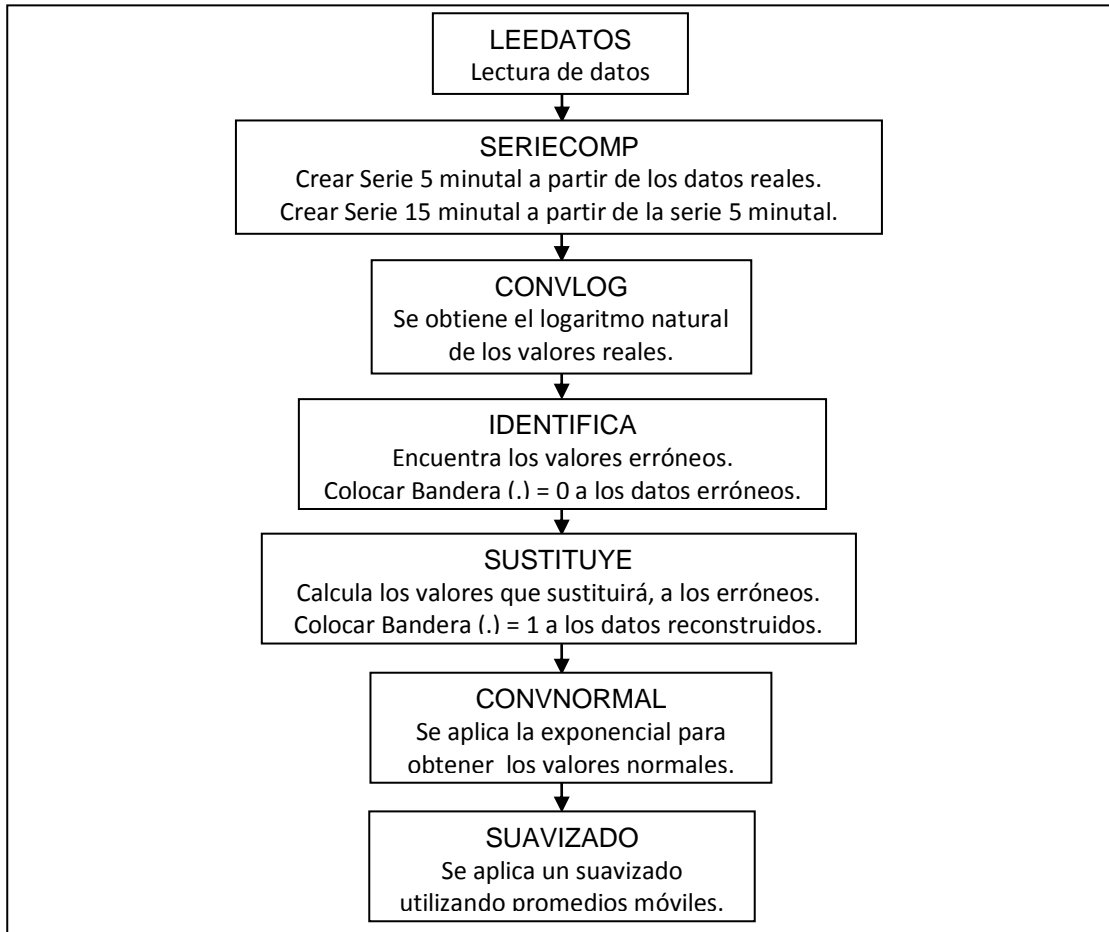 LEEDATOS
Lectura de datos
SERIECOMP
Crear Serie 5 minutal a partir de los datos reales.
Crear Serie 15 minutal a partir de la serie 5 minutal.
CONVLOG
Se obtiene el logaritmo natural
de los valores reales.
IDENTIFICA
Encuentra los valores erróneos.
Colocar Bandera (.) = 0 a los datos erróneos.
SUSTITUYE
Calcula los valores que sustituirá, a los erróneos.
Colocar Bandera (.) = 1 a los datos reconstruidos.
CONVNORMAL
Se aplica la exponencial para
obtener los valores normales.
SUAVIZADO
Se aplica un suavizado
utilizando promedios móviles.